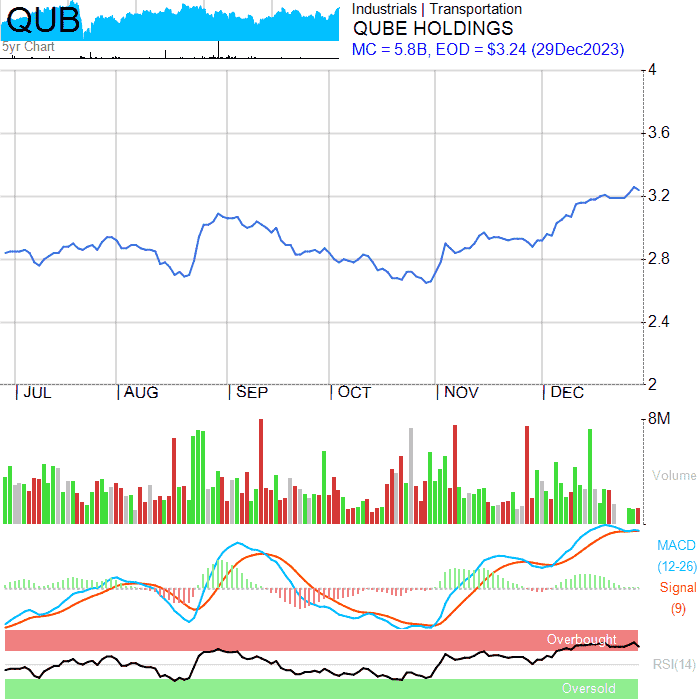 QUB
5yr Chart
Industrials | Transportation
QUBE HOLDINGS
MC = 5.8B, EOD = $3.24 (29Dec2023)
4
3.6
3.2
2.8
2.4
2
JUL AUG SEP OCT NOV DEC
8M
Volume
MACD
(12-26)
Signal
(9)
Overbought
RSI(14)
Oversold